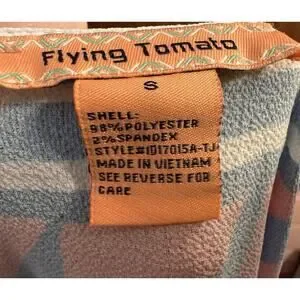 Flying Tomato
S
SHELL:
98%POLYESTER
2%SPANDEX
STYLE#ID17015A-TJ
MADE IN VIETNAM
SEE REVERSE FOR
CARE